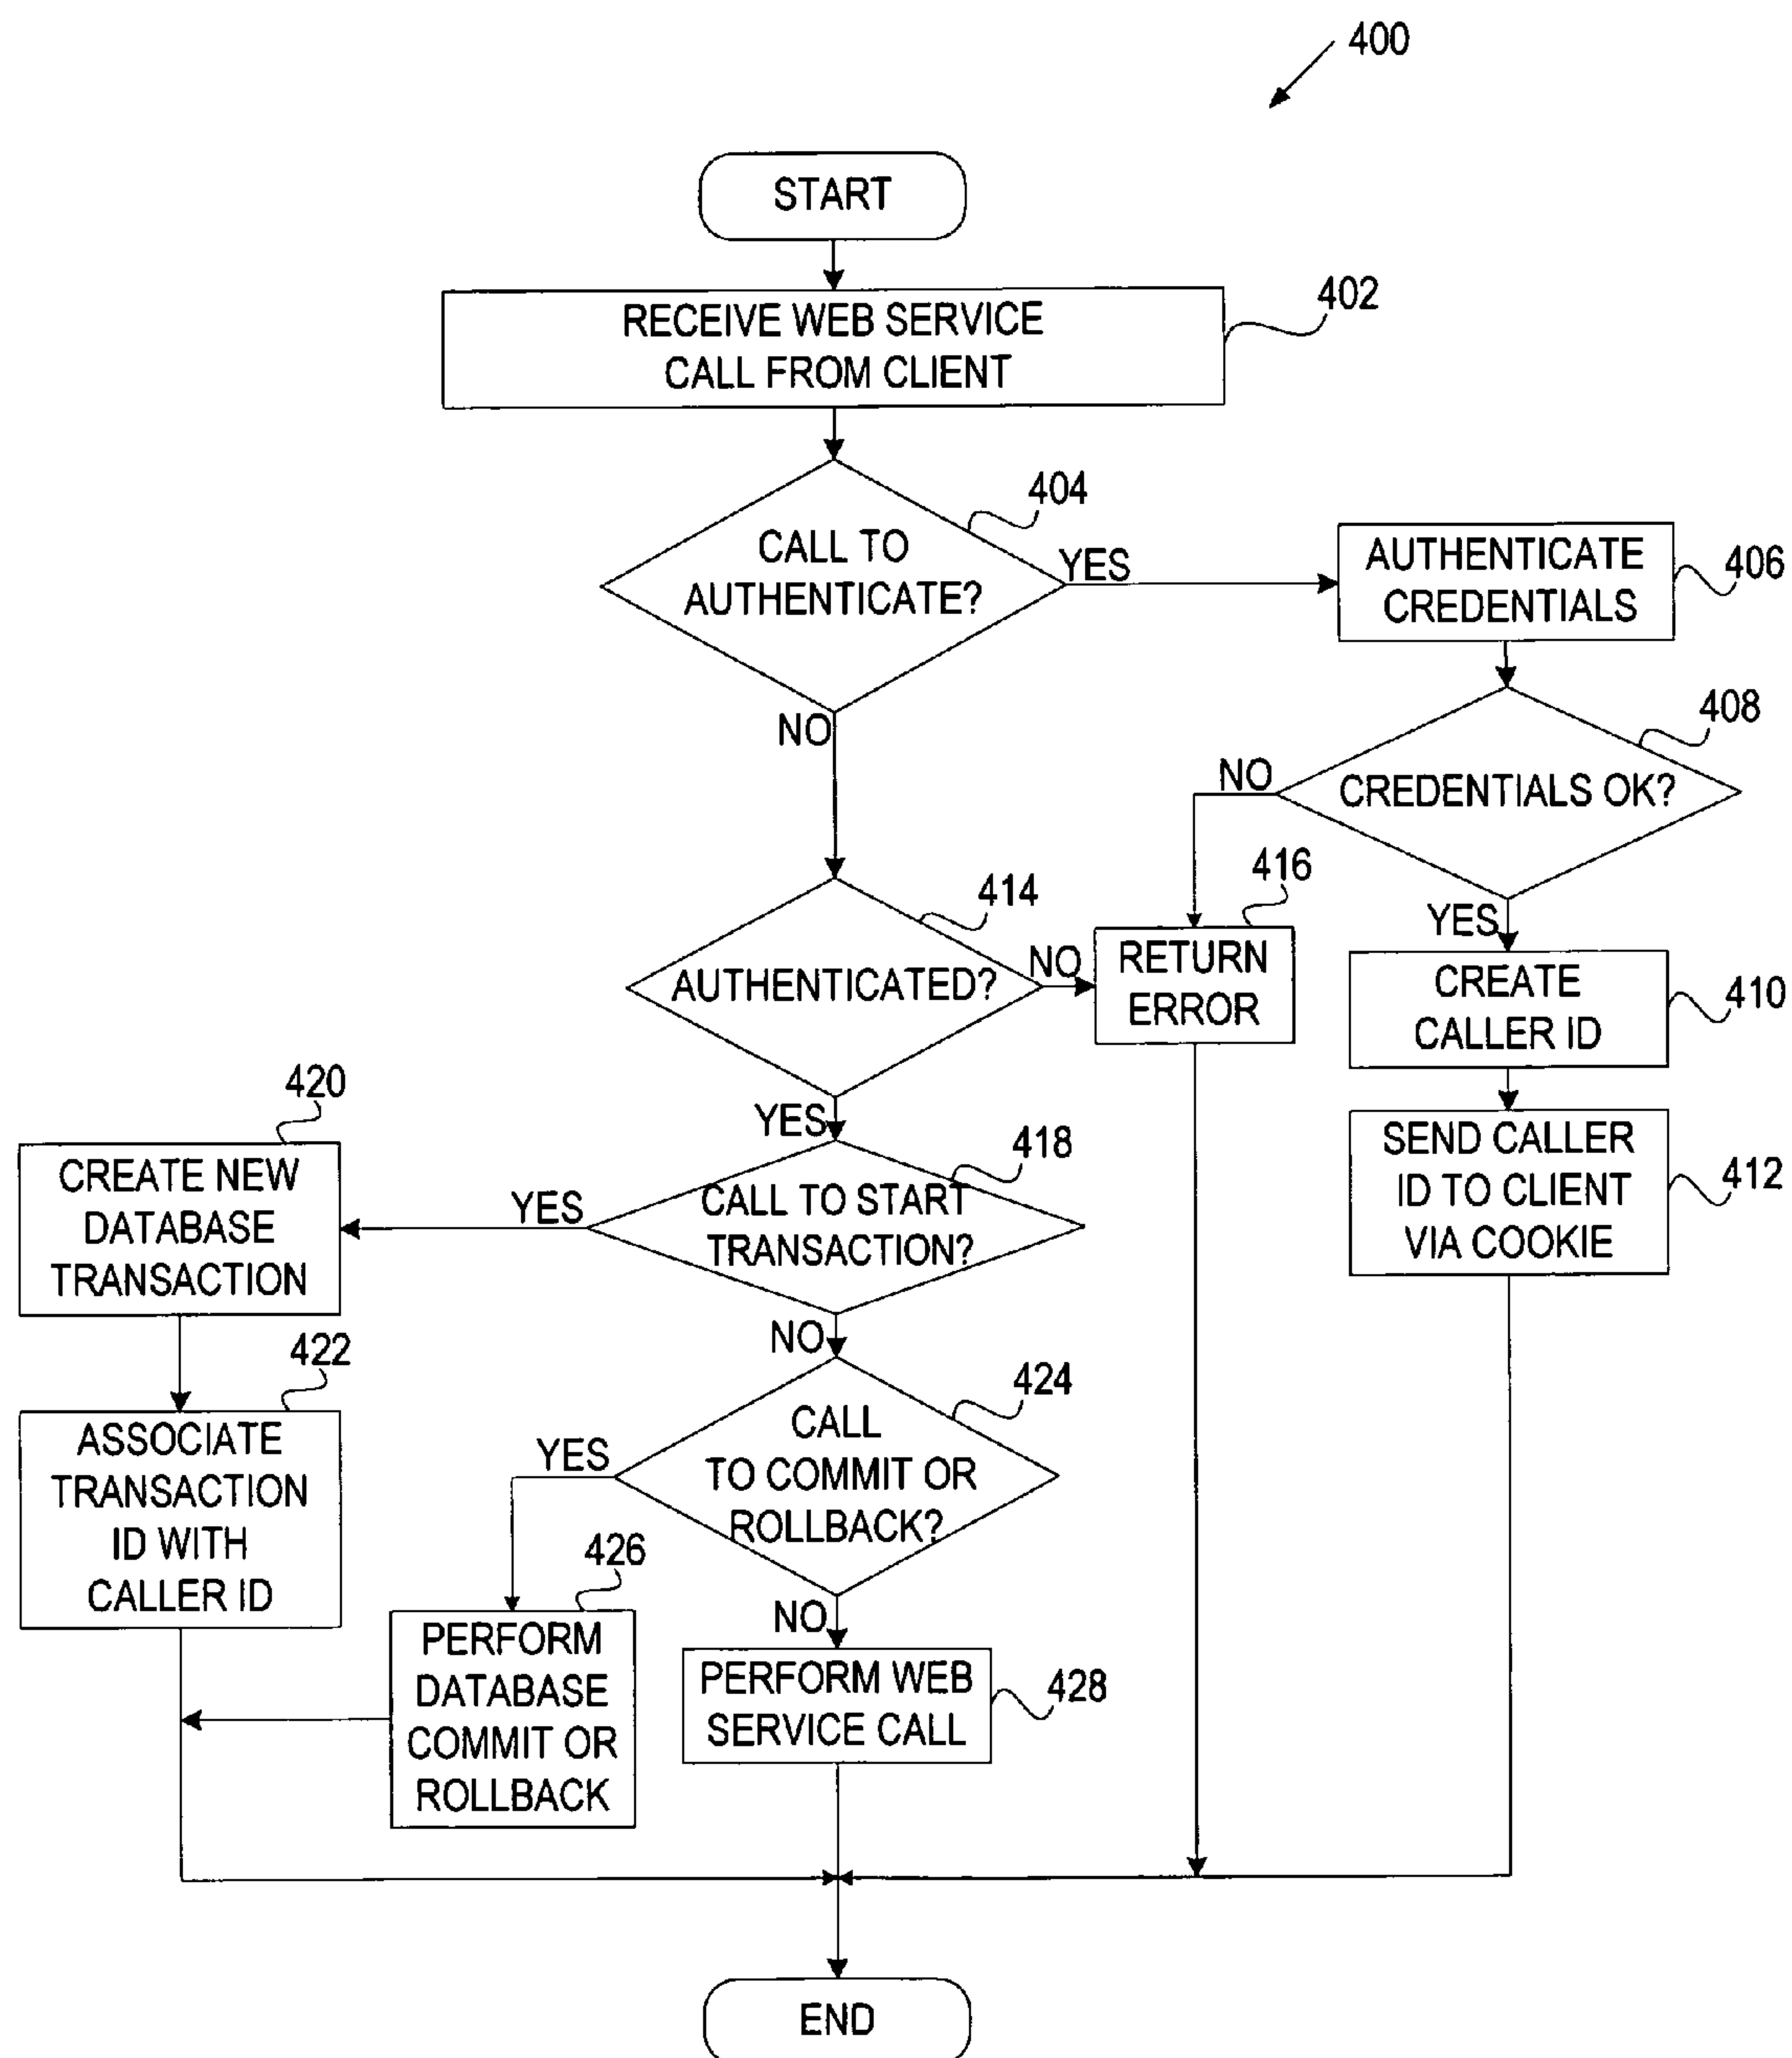 400
START
RECEIVE WEB SERVICE
CALL FROM CLIENT
402
CALL TO
AUTHENTICATE?
404
YES
AUTHENTICATE
CREDENTIALS
406
NO
CREDENTIALS OK?
408
NO
YES
AUTHENTICATED?
414
NO
RETURN
ERROR
416
CREATE
CALLER ID
410
SEND CALLER
ID TO CLIENT
VIA COOKIE
412
YES
CALL TO START
TRANSACTION?
418
YES
CREATE NEW
DATABASE
TRANSACTION
420
ASSOCIATE
TRANSACTION
ID WITH
CALLER ID
422
NO
CALL
TO COMMIT OR
ROLLBACK?
424
YES
PERFORM
DATABASE
COMMIT OR
ROLLBACK
426
NO
PERFORM WEB
SERVICE CALL
428
END